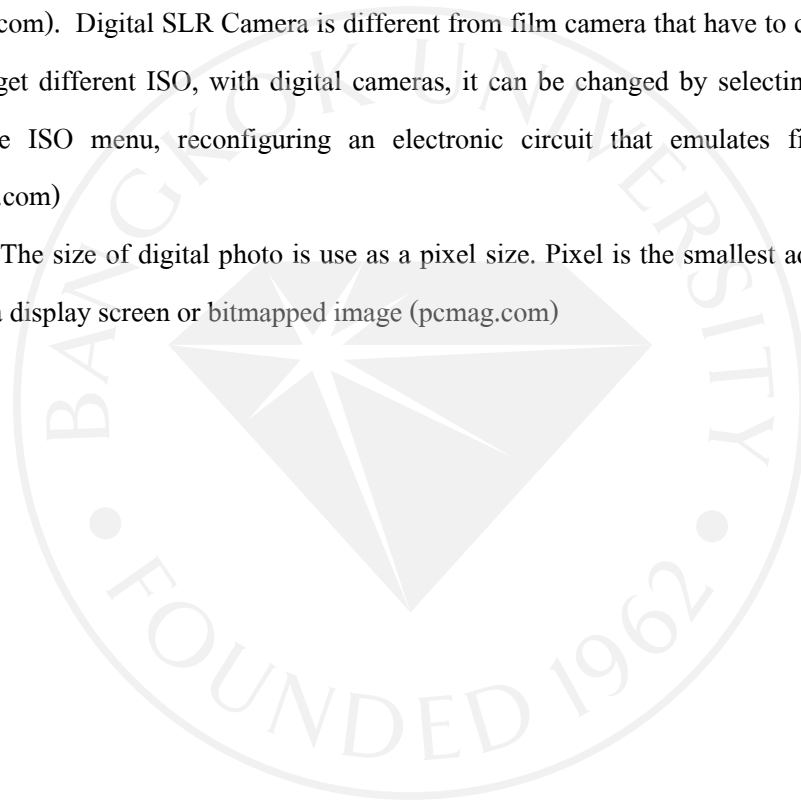 com). Digital SLR Camera is different from film camera that have to
get different ISO, with digital cameras, it can be changed by
ISO menu, reconfiguring an electronic circuit that emulates
.com)
The size of digital photo is use as a pixel size. Pixel is the smallest
display screen or bitmapped image (pcmag.com)
BANGKOK UNIVERSITY
FOUNDED 1962